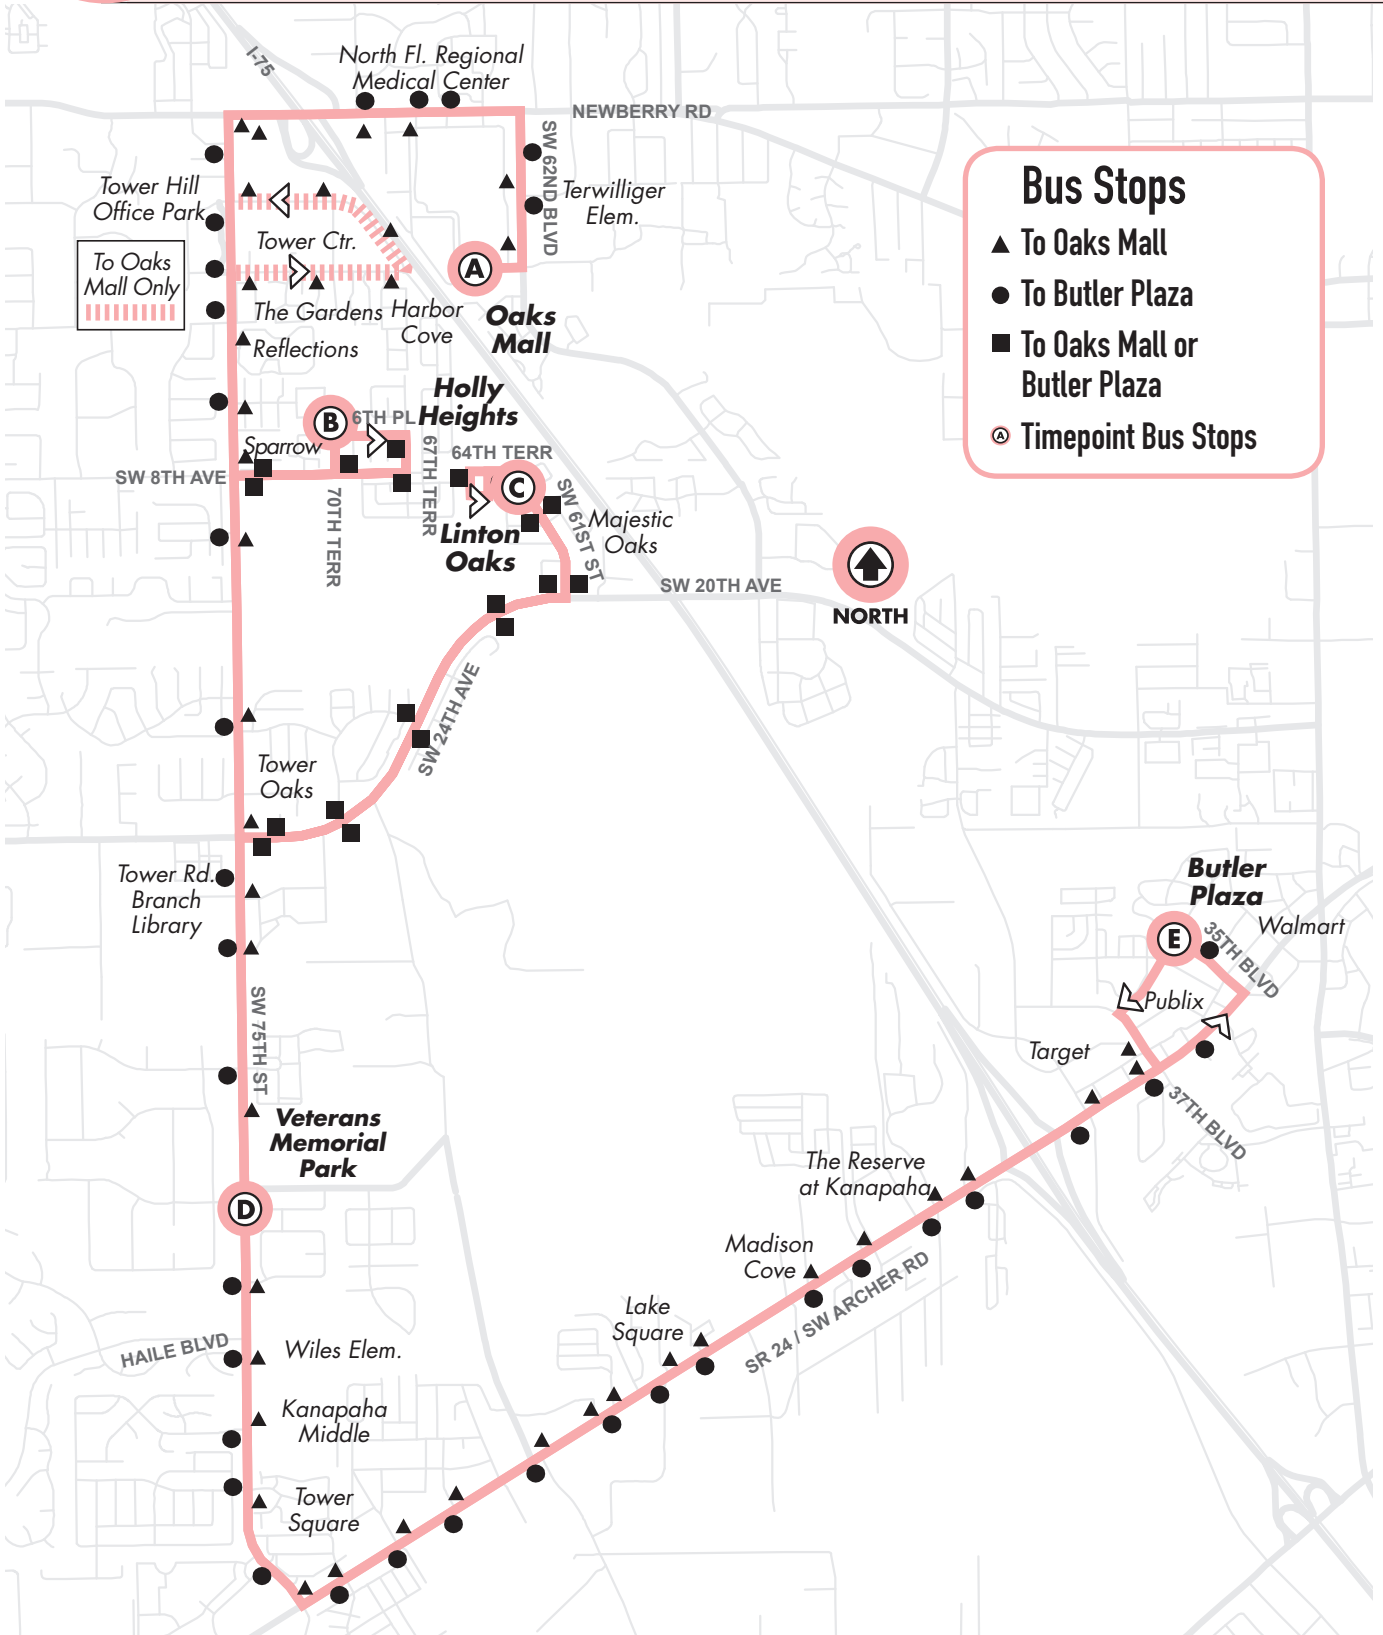 I-75
North Fl. Regional
Medical Center
NEWBERRY RD
SW 62ND BLVD
Terwilliger
Elem.
Tower Hill
Office Park
Tower Ctr.
To Oaks
Mall Only
The Gardens
Harbor
Cove
A
Oaks
Mall
Reflections
Holly
Heights
B
6TH PL
Sparrow
67TH TERR
64TH TERR
SW 8TH AVE
70TH TERR
C
Linton
Oaks
SW 61ST ST
Majestic
Oaks
SW 20TH AVE
NORTH
Bus Stops
To Oaks Mall
To Butler Plaza
To Oaks Mall or
Butler Plaza
A Timepoint Bus Stops
SW 24TH AVE
Tower
Oaks
Tower Rd.
Branch
Library
SW 75TH ST
Butler
Plaza
E
Walmart
35TH BLVD
Publix
Target
37TH BLVD
Veterans
Memorial
Park
D
The Reserve
at Kanapaha
Madison
Cove
Lake
Square
SR 24 / SW ARCHER RD
HAILE BLVD
Wiles Elem.
Kanapaha
Middle
Tower
Square